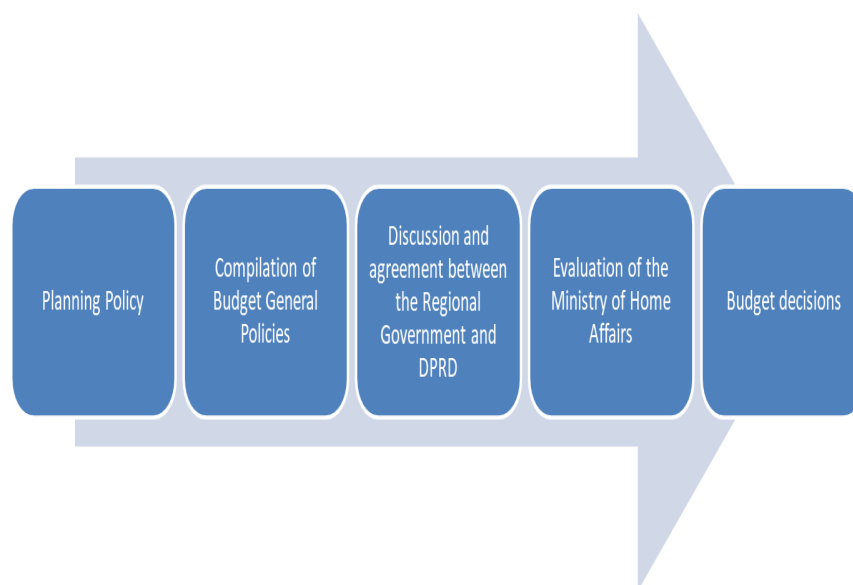 Planning Policy
Compilation of
Budget General
Policies
Discussion and
agreement between
the Regional
Government and
DPRD
Evaluation of the
Ministry of Home
Affairs
Budget decisions